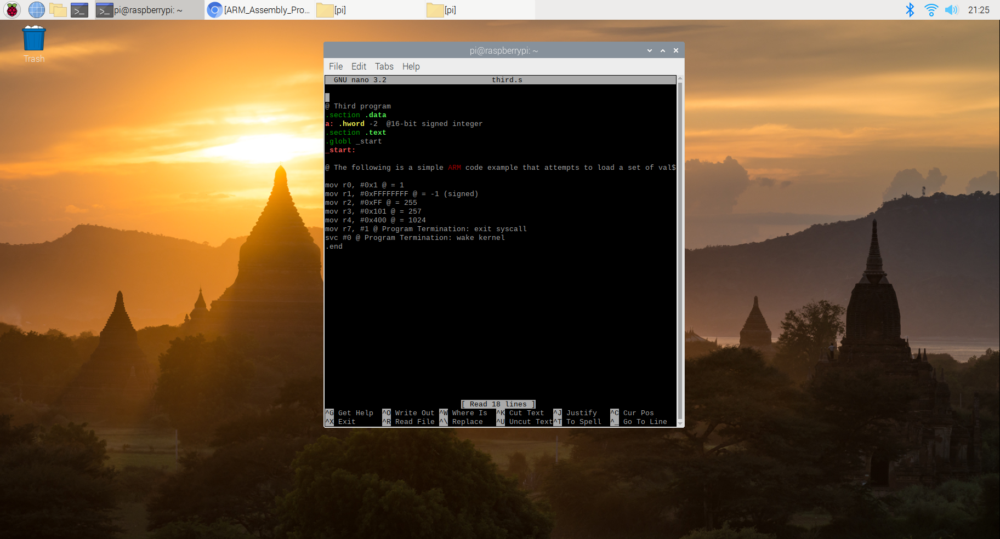 pi@raspberrypi: ~
[ARM_Assembly_Pro...
[pi]
[pi]
21:25
Trash
pi@raspberrypi: ~
File Edit Tabs Help
GNU nano 3.2 third.s
@ Third program
.section .data
a: .hword -2  @16-bit signed integer
.section .text
.globl _start
_start:
@ The following is a simple ARM code example that attempts to load a set of val$
mov r0, #0x1 @ = 1
mov r1, #0xFFFFFFFF @ = -1 (signed)
mov r2, #0xFF @ = 255
mov r3, #0x101 @ = 257
mov r4, #0x400 @ = 1024
mov r7, #1 @ Program Termination: exit syscall
svc #0 @ Program Termination: wake kernel
.end
[ Read 18 lines ]
^G Get Help ^O Write Out ^W Where Is ^K Cut Text ^J Justify ^C Cur Pos
^X Exit ^R Read File ^\ Replace ^U Uncut Text ^T To Spell ^_ Go To Line